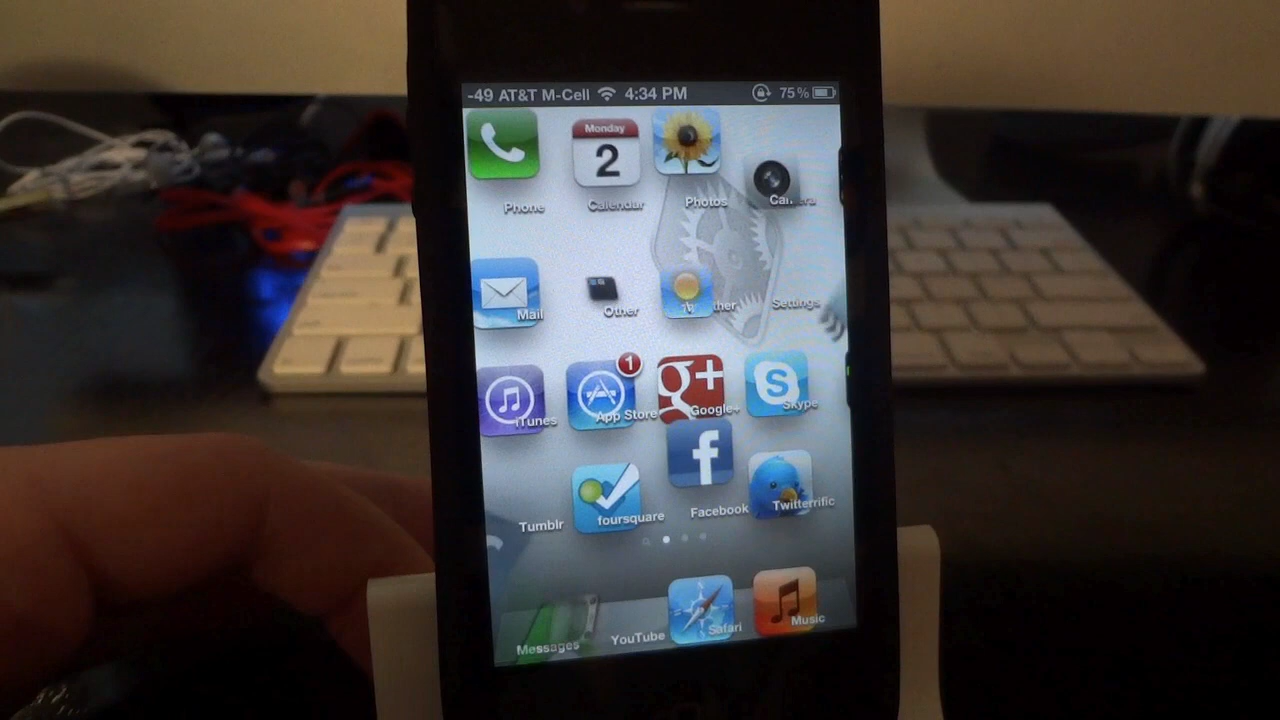 -49 AT&T M-Cell 4:34 PM 75%
Monday
2
Phone Calendar Photos
Mail Other ther Settings
1
g+
S
iTunes App Store Google+ Skype
f
Tumblr foursquare Facebook Twitterrific
Messages YouTube Safari Music